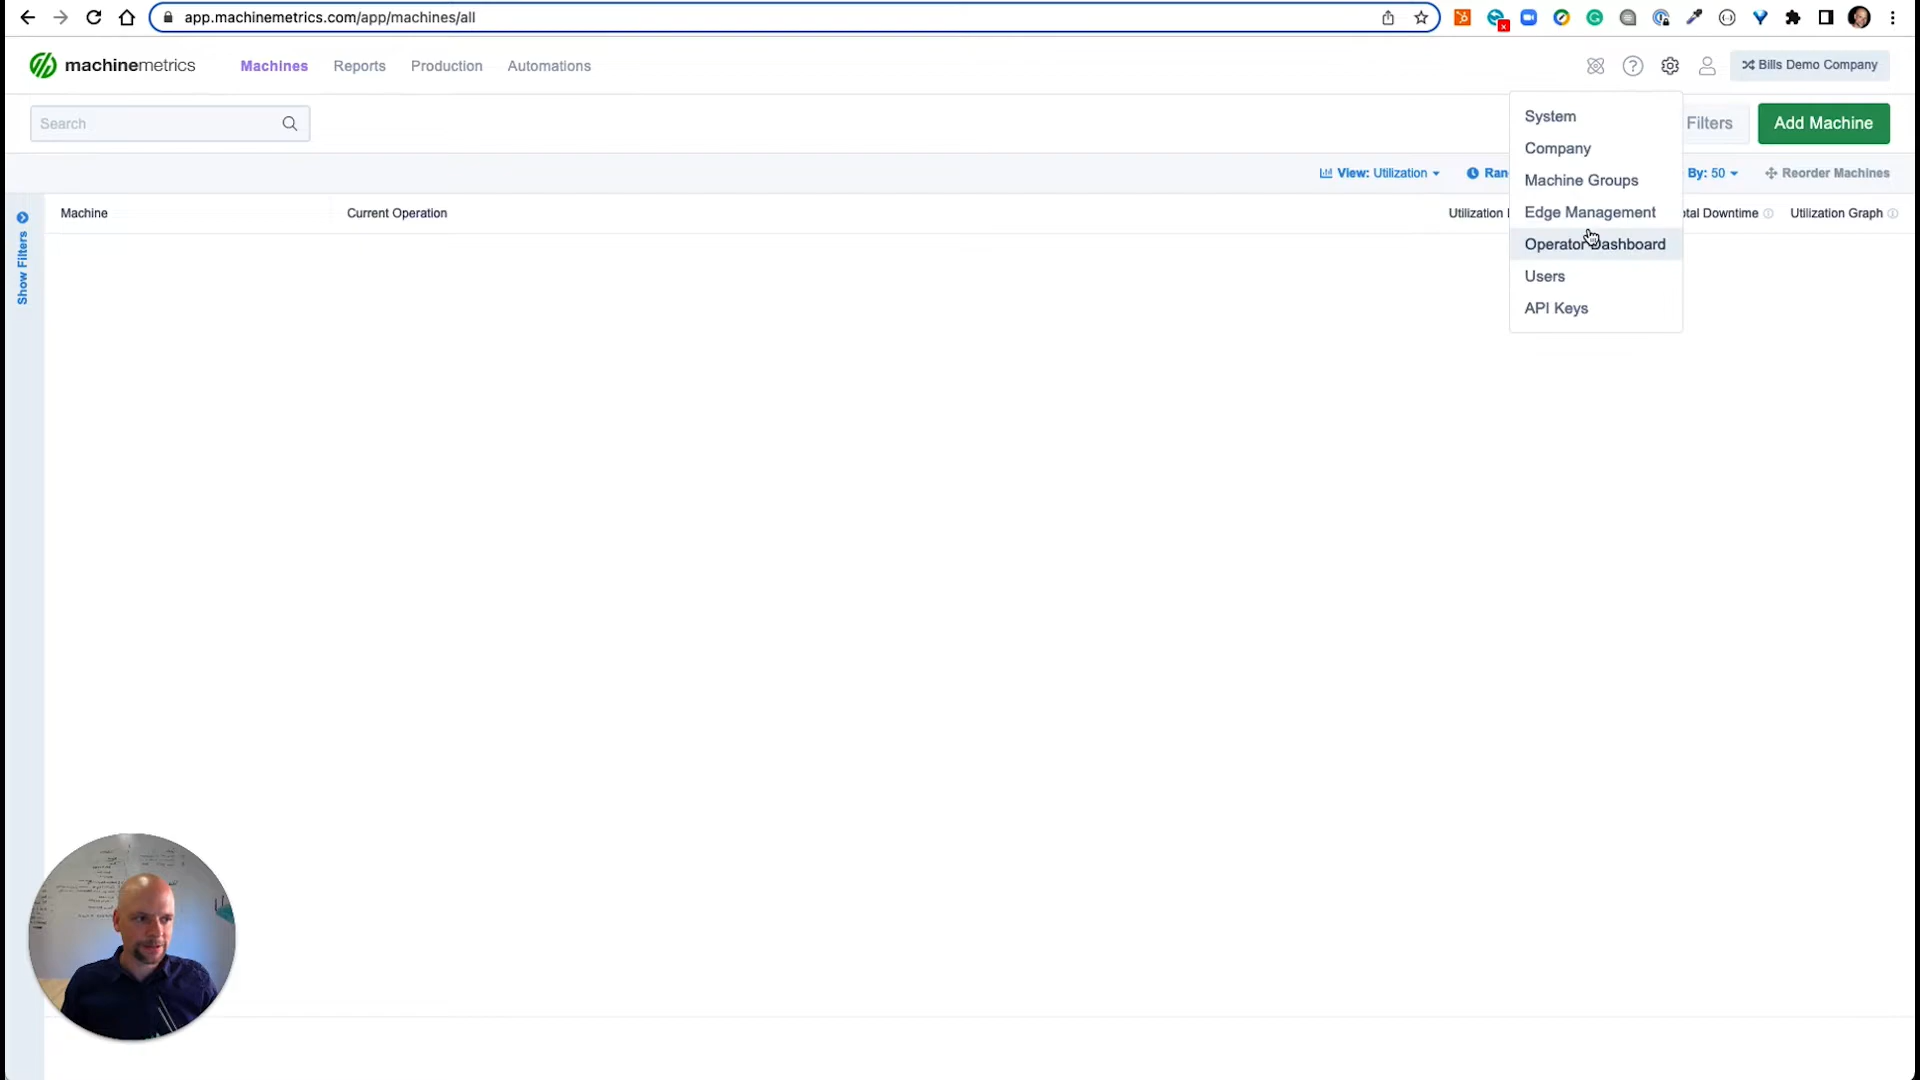 app.machinemetrics.com/app/machines/all
machinemetrics
Machines
Reports
Production
Automations
Bills Demo Company
Search
System
Company
Machine Groups
Edge Management
Operator Dashboard
Users
API Keys
Filters
Add Machine
View: Utilization
Ran
By: 50
Reorder Machines
Show Filters
Machine
Current Operation
Utilization
tal Downtime
Utilization Graph